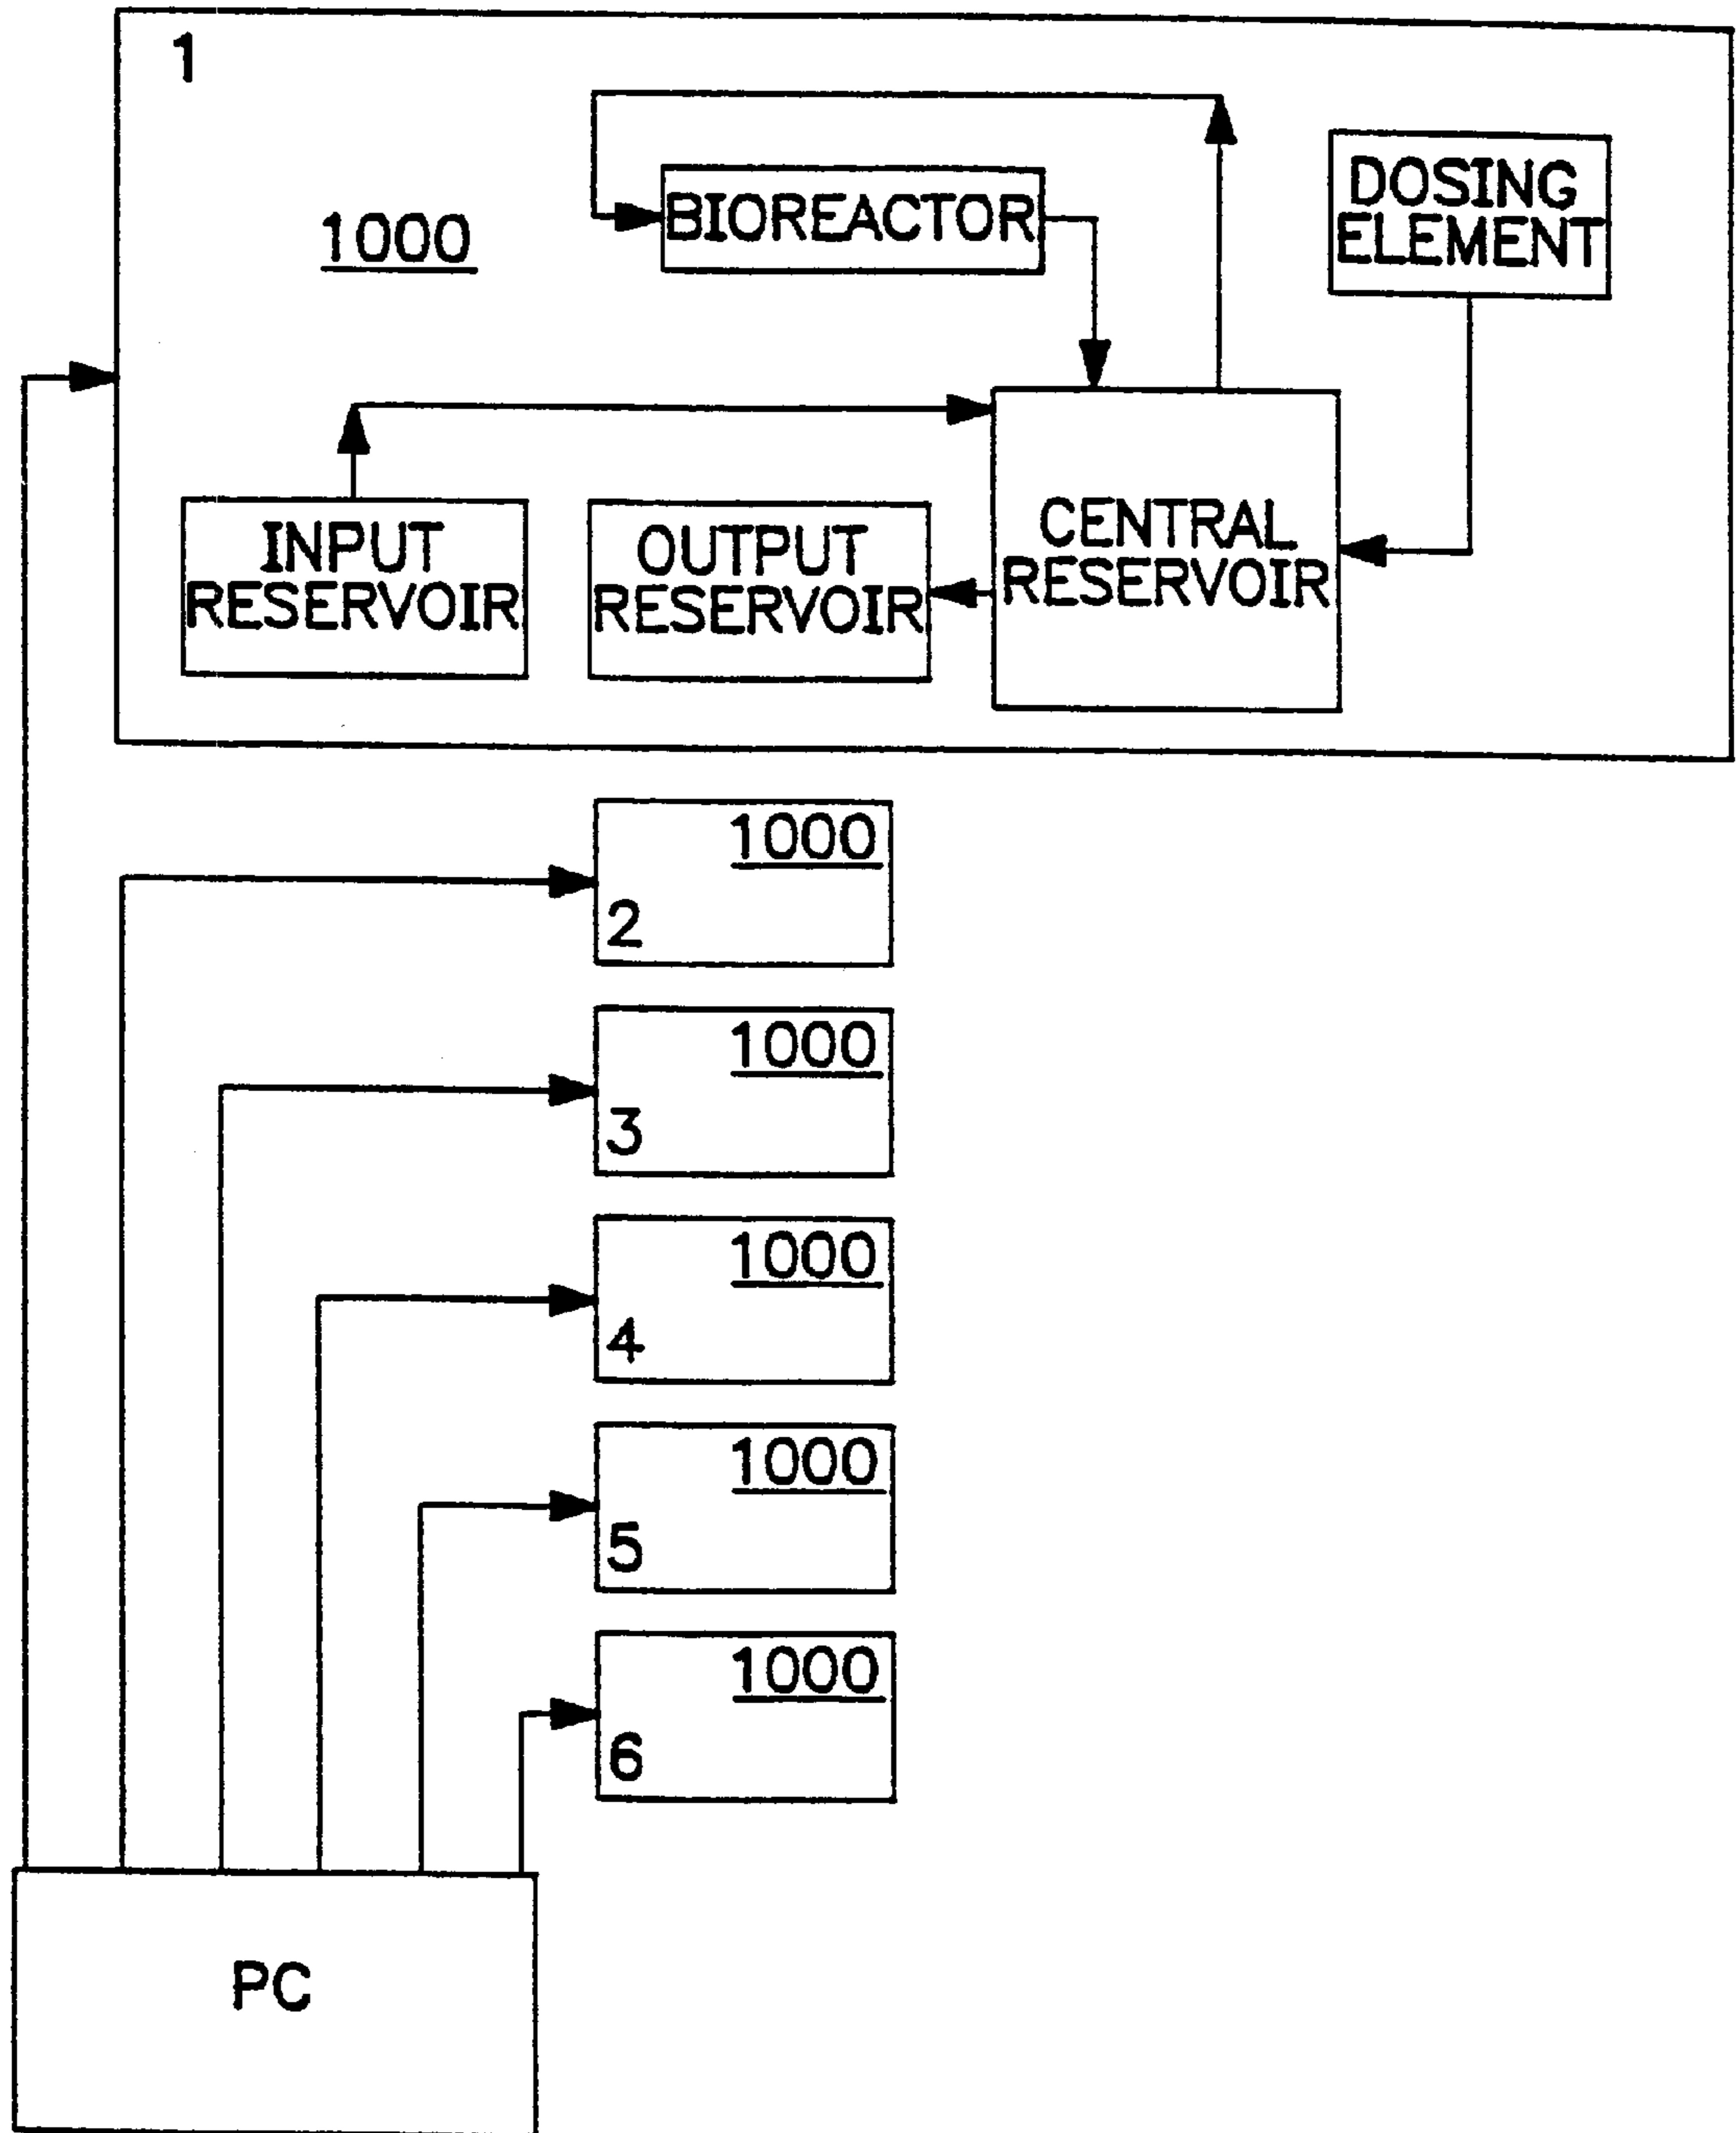 1
1000
BIOREACTOR
DOSING
ELEMENT
INPUT
RESERVOIR
OUTPUT
RESERVOIR
CENTRAL
RESERVOIR
1000
2
1000
3
1000
4
1000
5
1000
6
PC